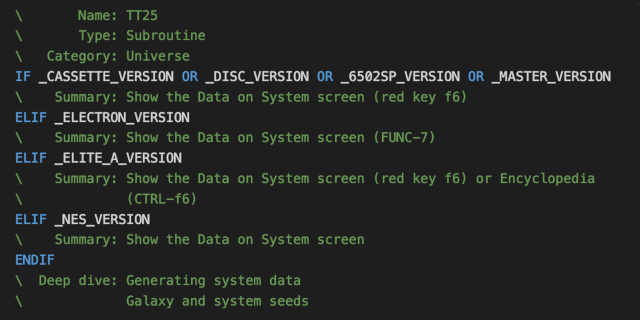 \       Name: TT25
\       Type: Subroutine
\   Category: Universe
IF _CASSETTE_VERSION OR _DISC_VERSION OR _6502SP_VERSION OR _MASTER_VERSION
\    Summary: Show the Data on System screen (red key f6)
ELIF _ELECTRON_VERSION
\    Summary: Show the Data on System screen (FUNC-7)
ELIF _ELITE_A_VERSION
\    Summary: Show the Data on System screen (red key f6) or Encyclopedia
\             (CTRL-f6)
ELIF _NES_VERSION
\    Summary: Show the Data on System screen
ENDIF
\  Deep dive: Generating system data
\             Galaxy and system seeds